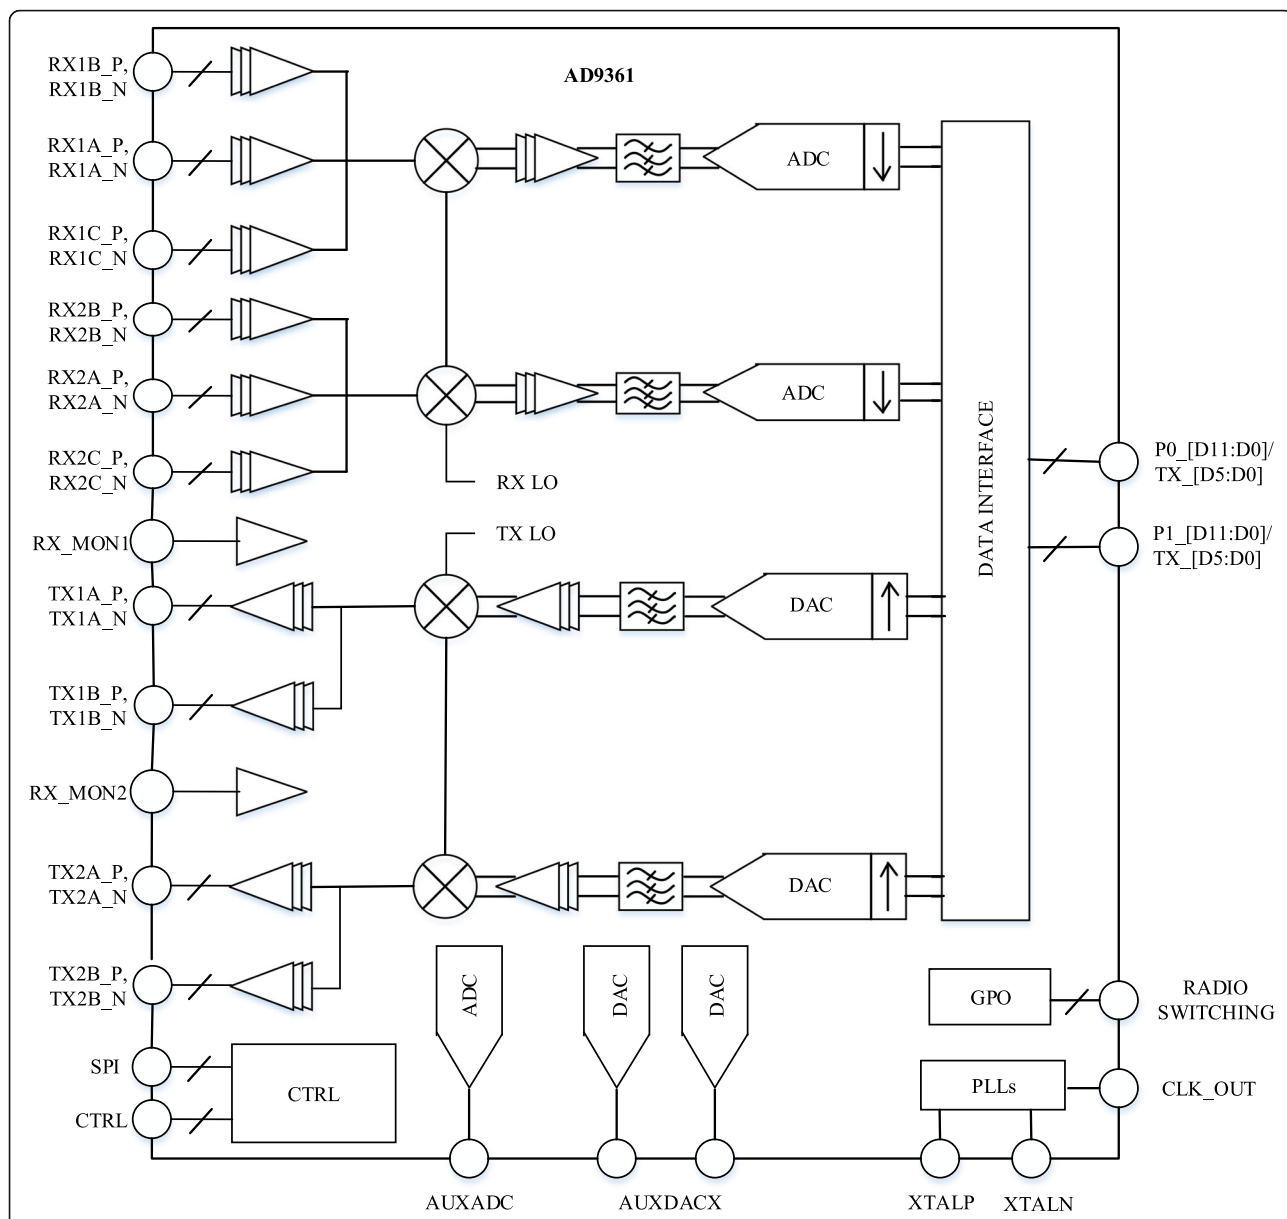 AD9361
RX1B_P,
RX1B_N
RX1A_P,
RX1A_N
ADC
RX1C_P,
RX1C_N
RX2B_P,
RX2B_N
RX2A_P,
RX2A_N
ADC
RX2C_P,
RX2C_N
RX LO
DATA INTERFACE
P0_[D11:D0]/
TX_[D5:D0]
RX_MON1
TX LO
P1_[D11:D0]/
TX_[D5:D0]
TX1A_P,
TX1A_N
DAC
TX1B_P,
TX1B_N
RX_MON2
TX2A_P,
TX2A_N
DAC
TX2B_P,
TX2B_N
ADC
DAC
DAC
GPO
RADIO
SWITCHING
SPI
CTRL
CTRL
PLLs
CLK_OUT
AUXADC
AUXDACX
XTALP
XTALN